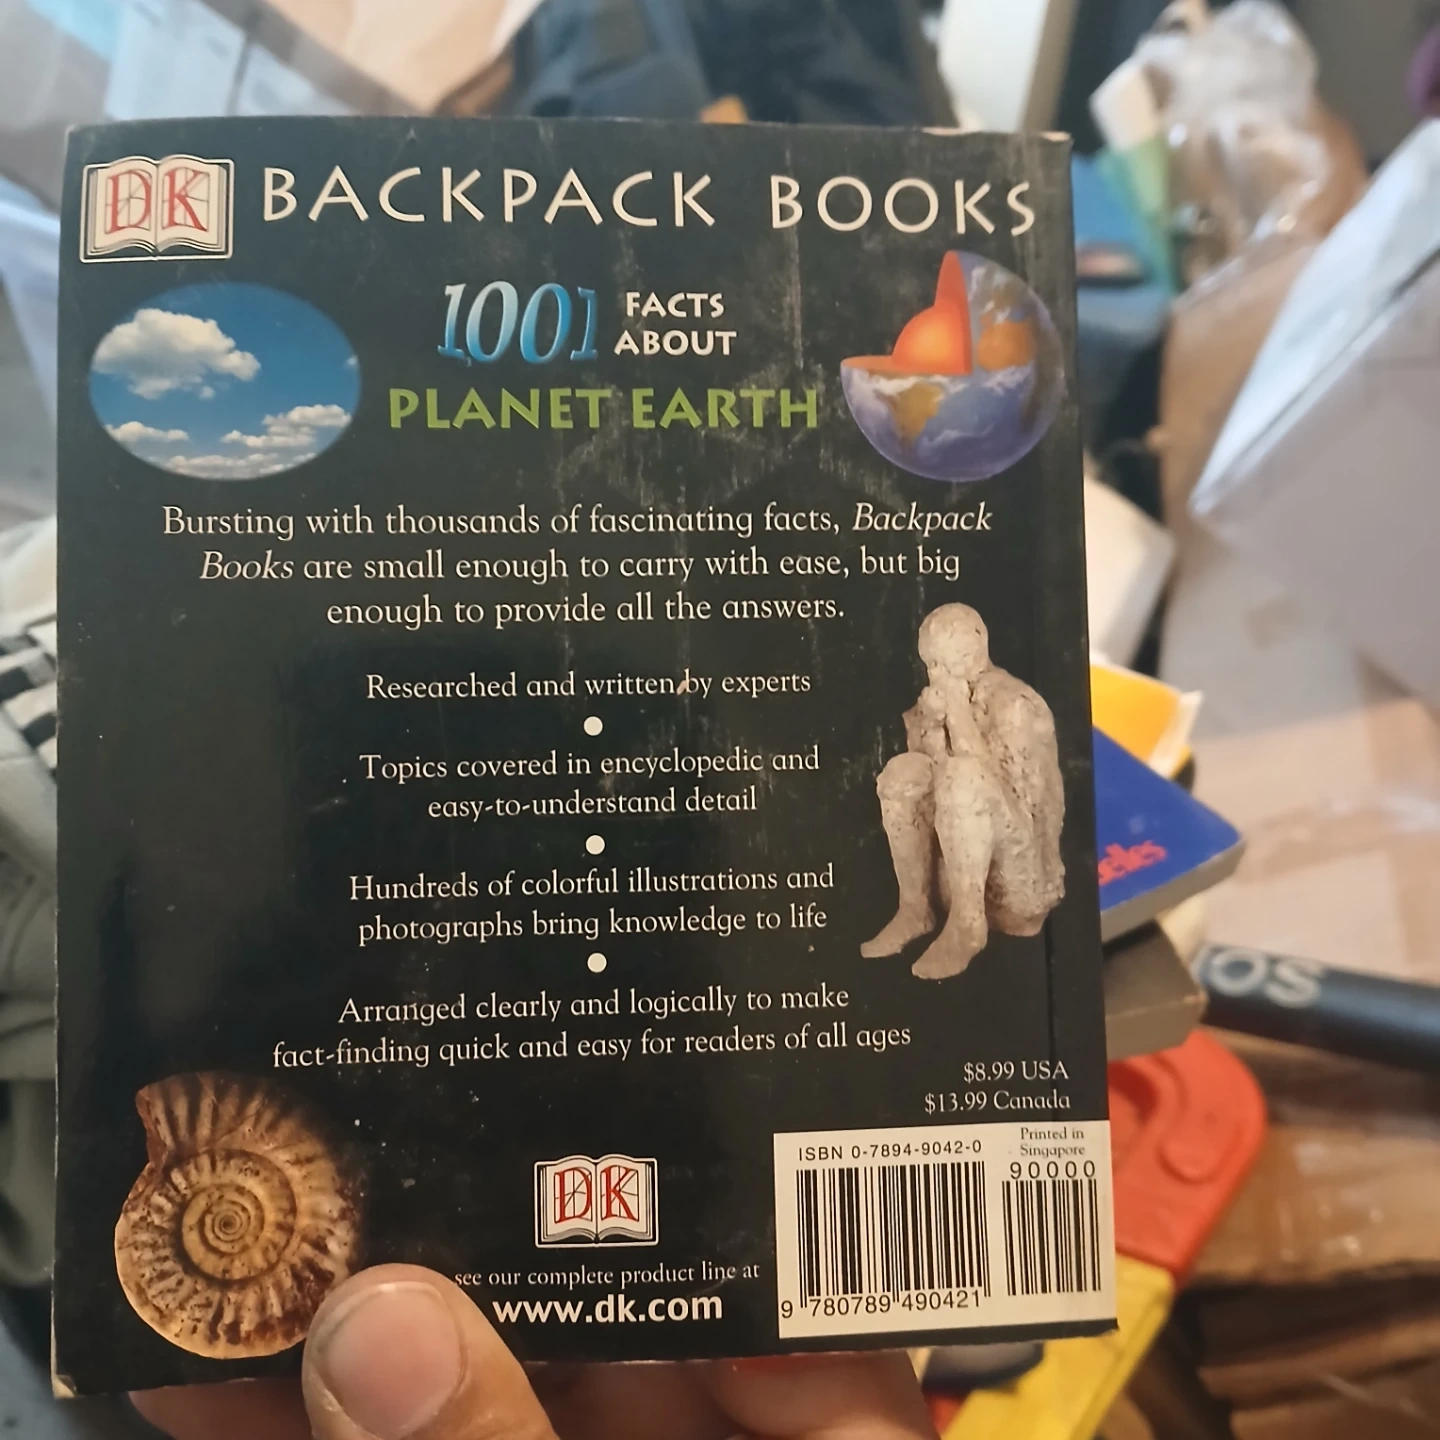 DK BACKPACK BOOKS
1001 FACTS
ABOUT
PLANET EARTH
Bursting with thousands of fascinating facts, Backpack
Books are small enough to carry with ease, but big
enough to provide all the answers.
Researched and written by experts
Topics covered in encyclopedic and
easy-to-understand detail
Hundreds of colorful illustrations and
photographs bring knowledge to life
Arranged clearly and logically to make
fact-finding quick and easy for readers of all ages
$8.99 USA
$13.99 Canada
ISBN 0-7894-9042-0
Printed in
Singapore
90000
9 780789 490421
DK
see our complete product line at
www.dk.com
OS